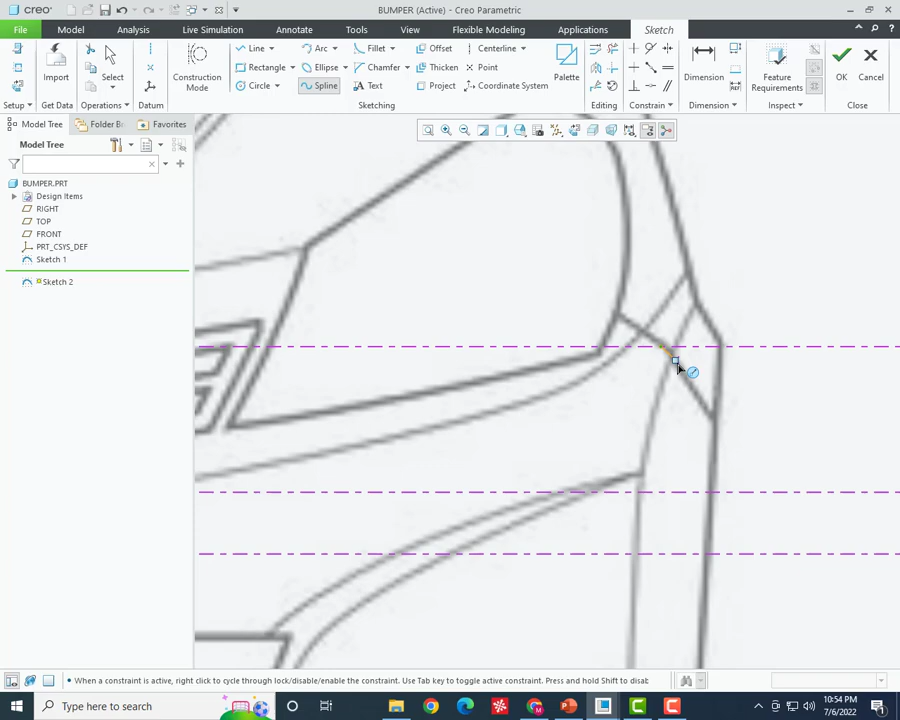 creo
BUMPER (Active) - Creo Parametric
File
Model
Analysis
Live Simulation
Annotate
Tools
View
Flexible Modeling
Applications
Sketch
Import
Select
Construction
Mode
Line
Arc
Fillet
Offset
Centerline
Rectangle
Ellipse
Chamfer
Thicken
Point
Circle
Spline
Text
Project
Coordinate System
Palette
Dimension
Feature
Requirements
OK
Cancel
Setup
Get Data
Operations
Datum
Sketching
Editing
Constrain
Dimension
Inspect
Close
Model Tree
Folder Br
Favorites
Model Tree
BUMPER.PRT
Design Items
RIGHT
TOP
FRONT
PRT_CSYS_DEF
Sketch 1
Sketch 2
• When a constraint is active, right click to cycle through lock/disable/enable the constraint. Use Tab key to toggle active constraint. Press and hold Shift to disab
Type here to search
10:54 PM
7/6/2022
1